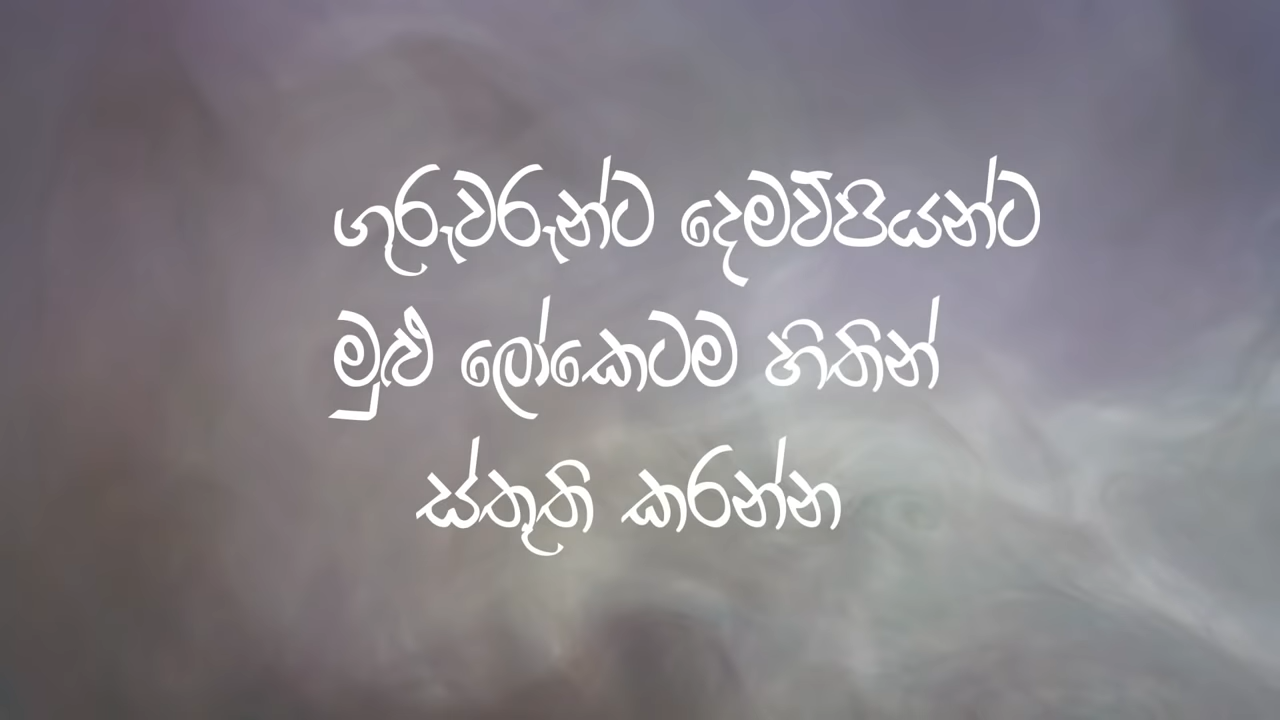 ගුරුවරුන්ට දෙමව්පියන්ට
මුළු ලෝකෙටම හිතින්
ස්තූති කරන්න